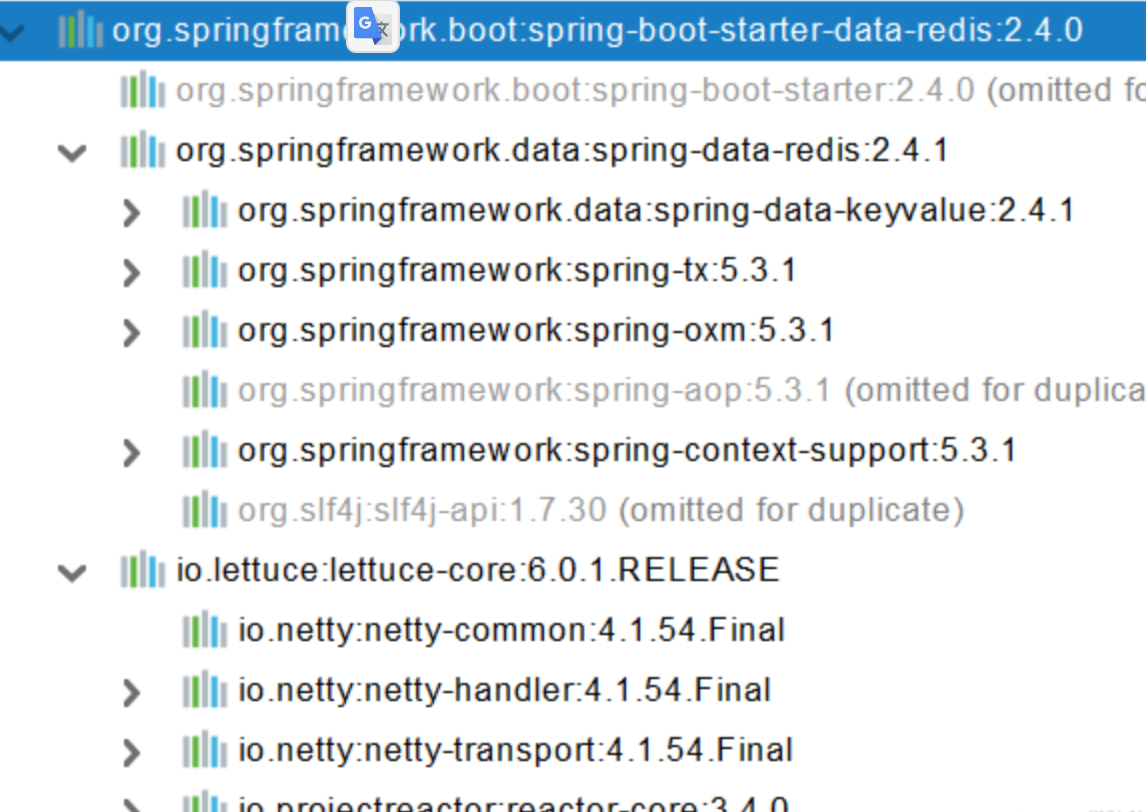 org.springfram rk.boot:spring-boot-starter-data-redis:2.4.0
org.springframework.boot:spring-boot-starter:2.4.0 (omitted fo
org.springframework.data:spring-data-redis:2.4.1
org.springframework.data:spring-data-keyvalue:2.4.1
org.springframework:spring-tx:5.3.1
org.springframework:spring-oxm:5.3.1
org.springframework:spring-aop:5.3.1 (omitted for duplica
org.springframework:spring-context-support:5.3.1
org.slf4j:slf4j-api:1.7.30 (omitted for duplicate)
io.lettuce:lettuce-core:6.0.1.RELEASE
io.netty:netty-common:4.1.54.Final
io.netty:netty-handler:4.1.54.Final
io.netty:netty-transport:4.1.54.Final
io.projectreactor:reactor-core:3.4.0